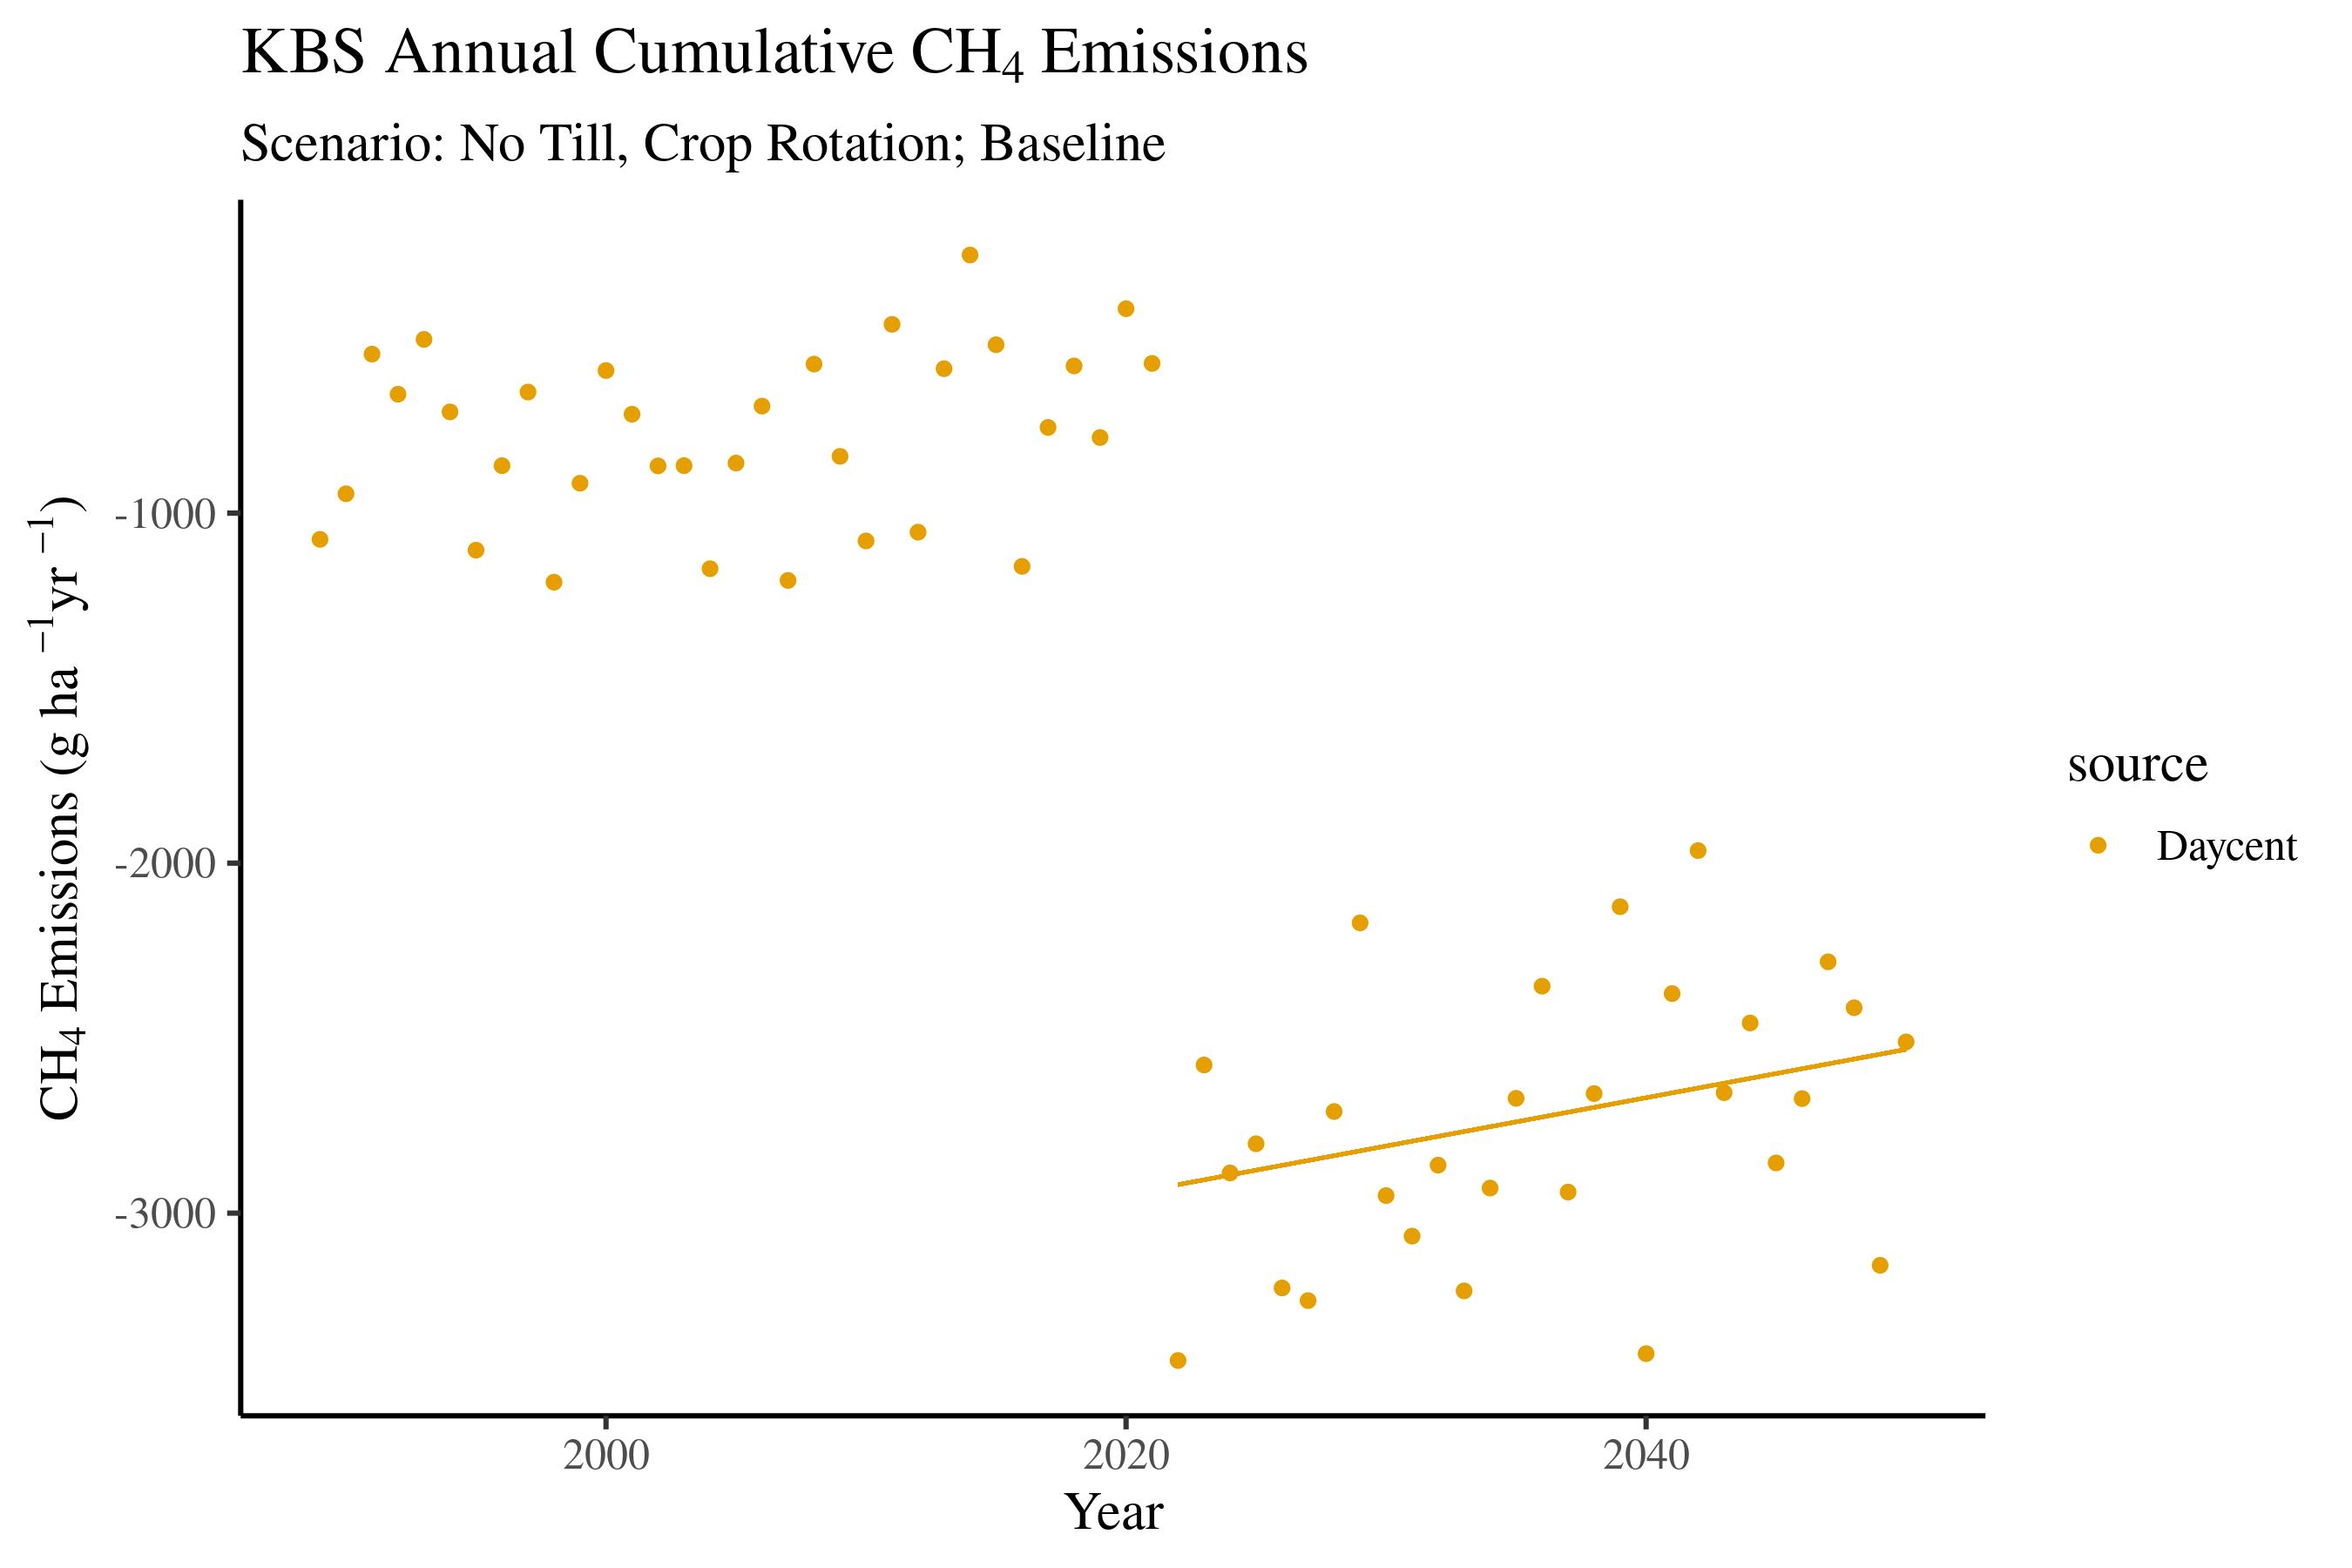 KBS Annual Cumulative CH₄ Emissions
Scenario: No Till, Crop Rotation; Baseline
CH₄ Emissions (g ha⁻¹yr⁻¹)
-1000
-2000
-3000
source
Daycent
2000
2020
2040
Year